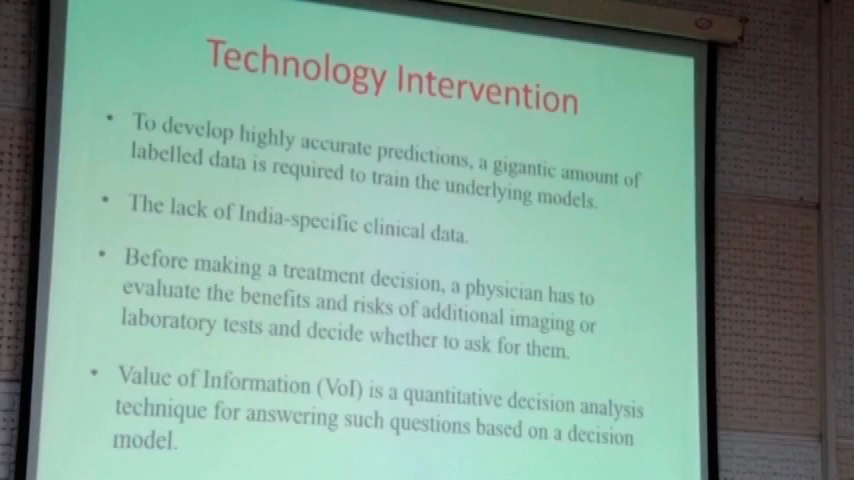 Technology Intervention
• To develop highly accurate predictions, a gigantic amount of
labelled data is required to train the underlying models.
• The lack of India-specific clinical data.
• Before making a treatment decision, a physician has to
evaluate the benefits and risks of additional imaging or
laboratory tests and decide whether to ask for them.
• Value of Information (VoI) is a quantitative decision analysis
technique for answering such questions based on a decision
model.